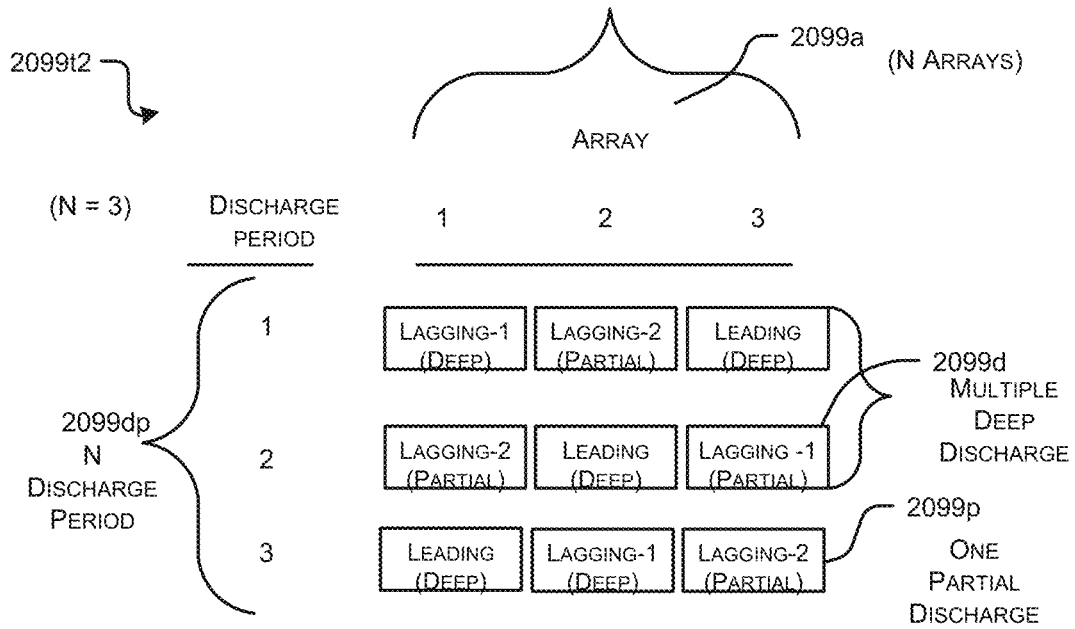 2099t2
2099a
(N ARRAYS)
ARRAY
(N = 3)
DISCHARGE
PERIOD
1 2 3
1
LAGGING-1
(DEEP)
LAGGING-2
(PARTIAL)
LEADING
(DEEP)
2099d
MULTIPLE
DEEP
DISCHARGE
2099dp
N
DISCHARGE
PERIOD
2
LAGGING-2
(PARTIAL)
LEADING
(DEEP)
LAGGING -1
(PARTIAL)
3
LEADING
(DEEP)
LAGGING-1
(DEEP)
LAGGING-2
(PARTIAL)
2099p
ONE
PARTIAL
DISCHARGE